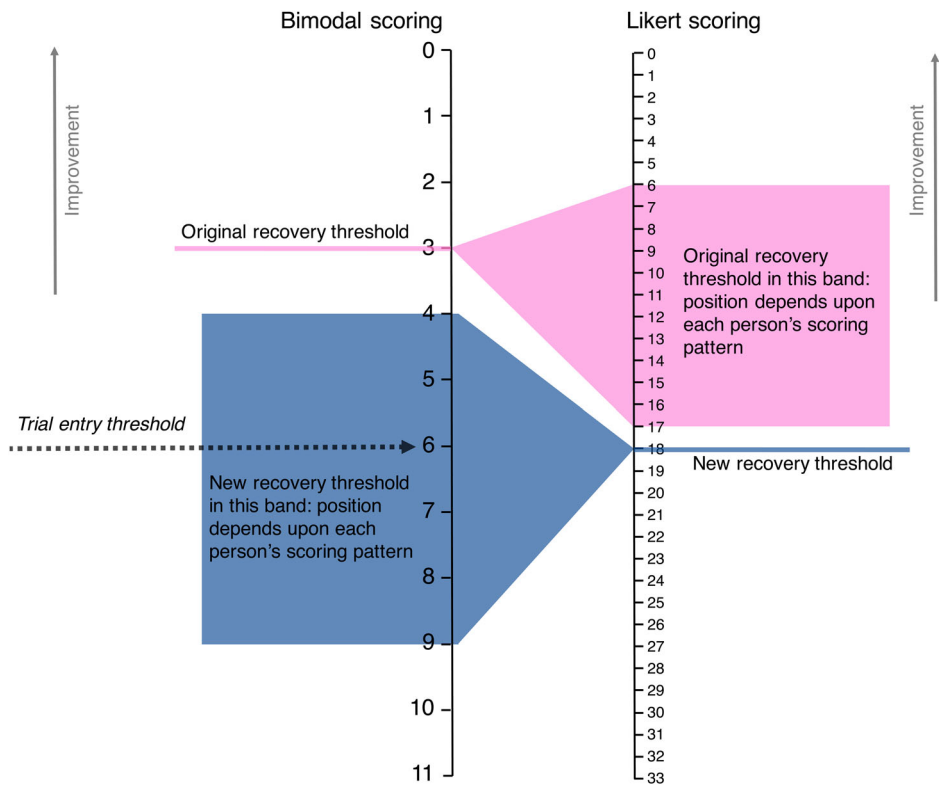 Bimodal scoring
Likert scoring
Improvement
0
1
2
Original recovery threshold
3
4
5
Trial entry threshold
6
New recovery threshold
in this band: position
depends upon each
person's scoring pattern
7
8
9
10
11
0
1
2
3
4
5
6
7
8
9
10
11
12
13
14
15
16
17
18
19
20
21
22
23
24
25
26
27
28
29
30
31
32
33
Original recovery
threshold in this band:
position depends upon
each person's scoring
pattern
New recovery threshold
Improvement